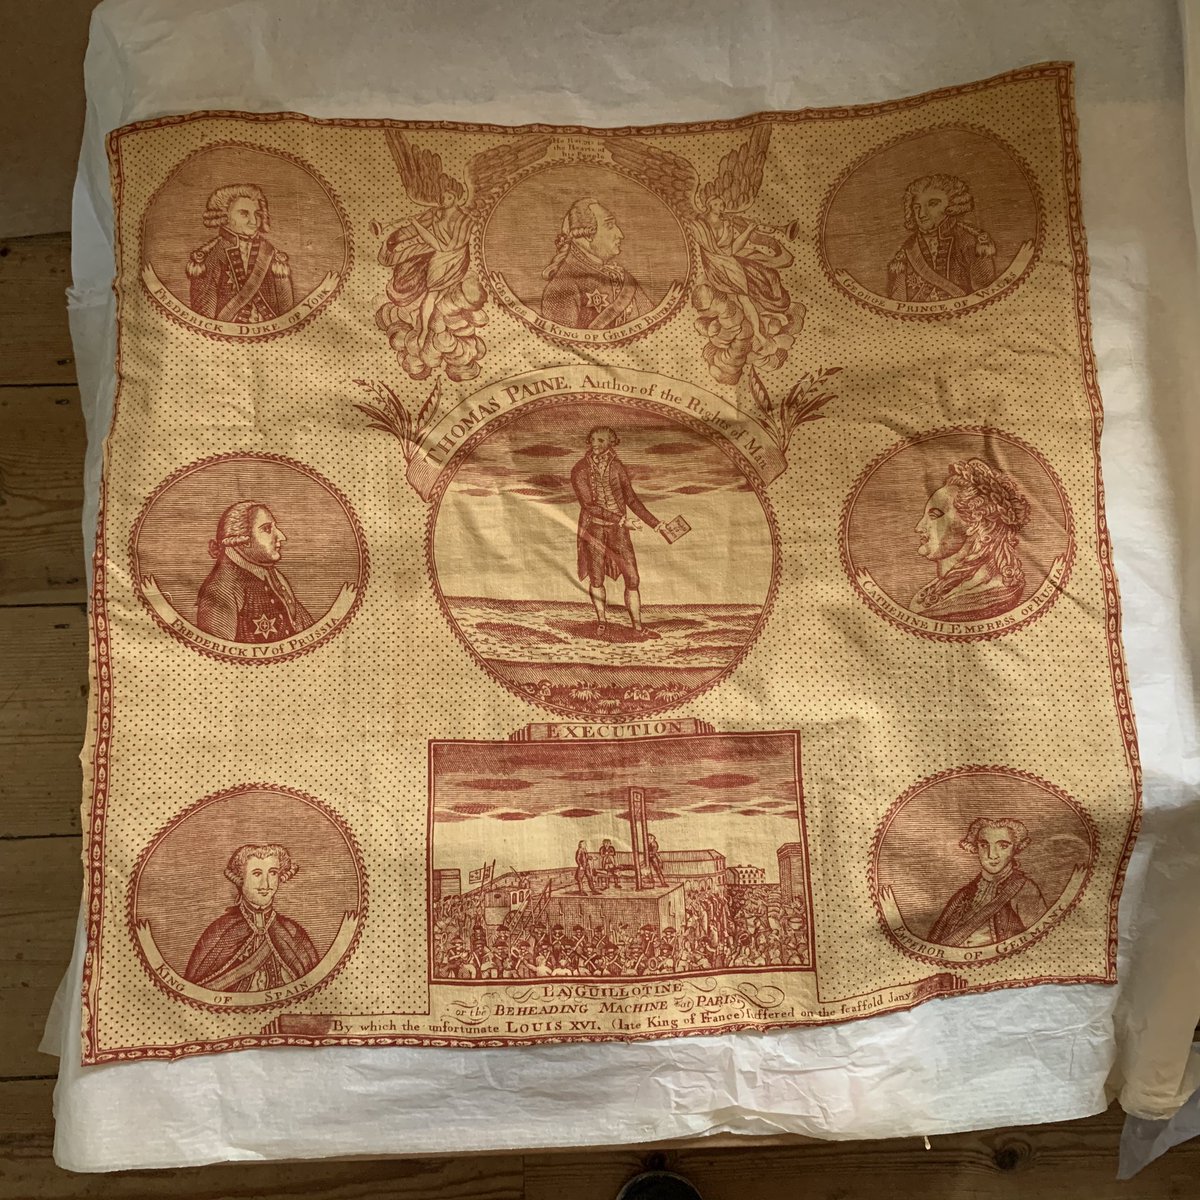 He Reigns in
FREDERICK DUKE OF YORK
GEORGE III KING OF GREAT BRITAIN
GEORGE PRINCE OF WALES
THOMAS PAINE, Author of the Rights of Man
FREDERICK IV of PRUSSIA
CATHERINE II EMPRESS OF RUSSIA
EXECUTION
KING OF SPAIN
EMPEROR OF GERMANY
LA GUILLOTINE
or the BEHEADING MACHINE at PARIS,
By which the unfortunate LOUIS XVI, (late King of France) suffered on the scaffold Jany